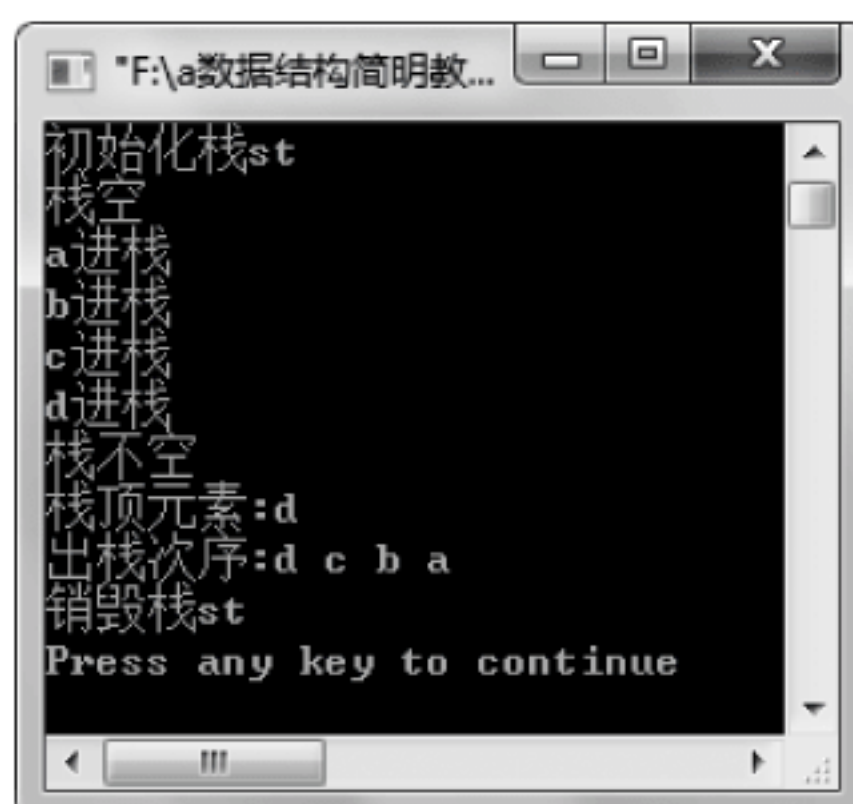 "F:\a数据结构简明教...
初始化栈st
栈空
a进栈
b进栈
c进栈
d进栈
栈不空
栈顶元素:d
出栈次序:d c b a
销毁栈st
Press any key to continue